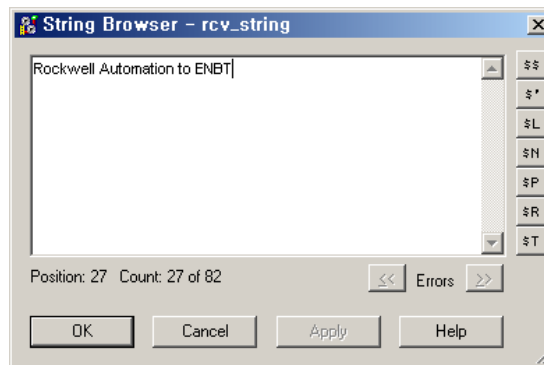 String Browser - rcv_string
Rockwell Automation to ENBT
$$
$'
$L
$N
$P
$R
$T
Position: 27 Count: 27 of 82
<< Errors >>
OK Cancel Apply Help